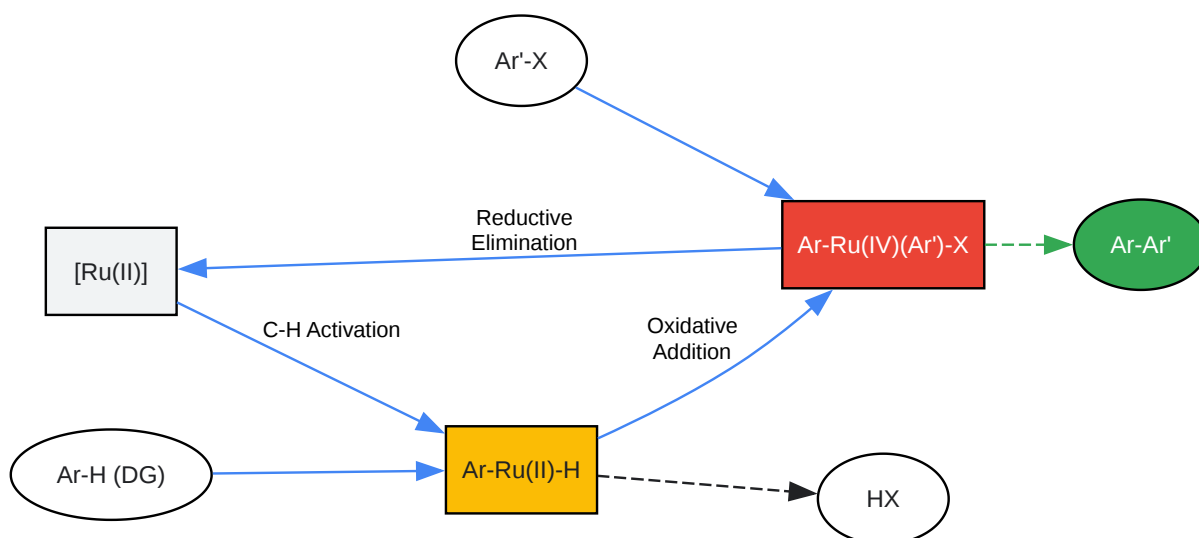 Ar'-X
Reductive
Elimination
Ar-Ru(IV)(Ar')-X
Ar-Ar'
[Ru(II)]
C-H Activation
Oxidative
Addition
Ar-H (DG)
Ar-Ru(II)-H
HX